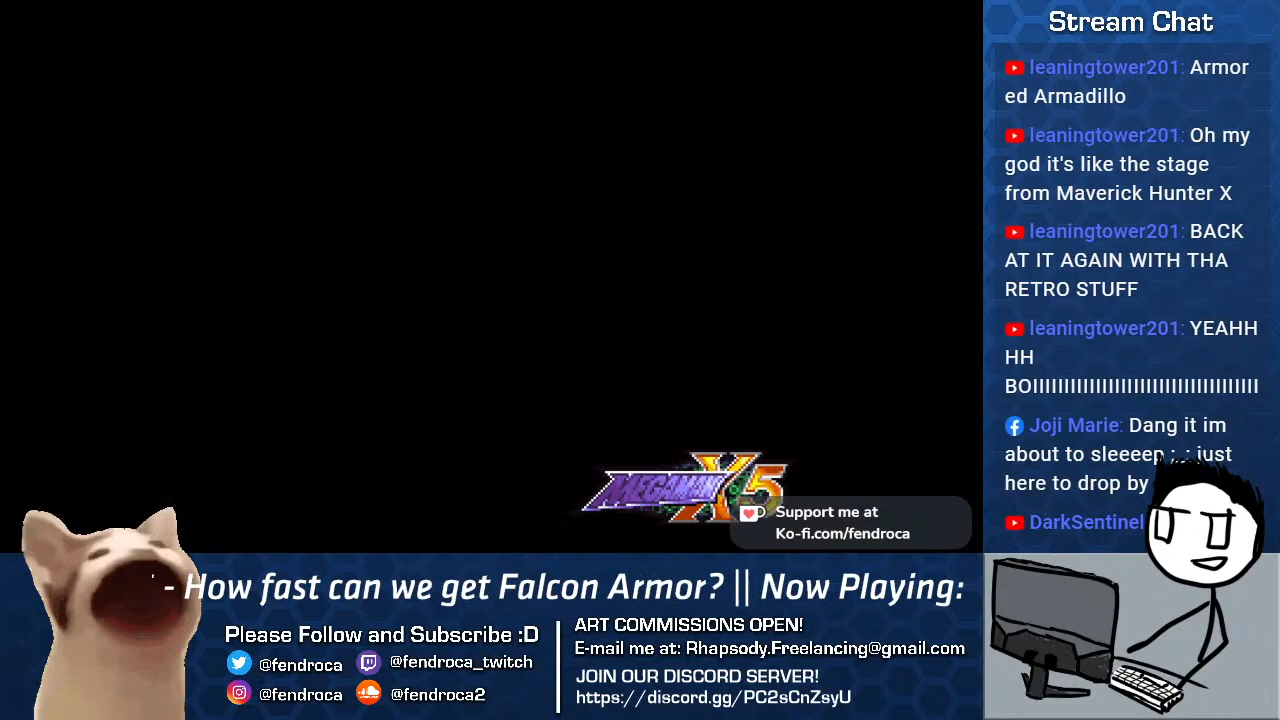 Stream Chat
leaningtower201: Armor
ed Armadillo
leaningtower201: Oh my
god it's like the stage
from Maverick Hunter X
leaningtower201: BACK
AT IT AGAIN WITH THA
RETRO STUFF
leaningtower201: YEAHH
HH
BOIIIIIIIIIIIIIIIIIIIIIIIIIIIIIIIIIIII
Joji Marie: Dang it im
about to sleeeep ;_; just
here to drop by
DarkSentinel
MEGAMAN X5
Support me at
Ko-fi.com/fendroca
- How fast can we get Falcon Armor? || Now Playing:
Please Follow and Subscribe :D
@fendroca @fendroca_twitch
@fendroca @fendroca2
ART COMMISSIONS OPEN!
E-mail me at: Rhapsody.Freelancing@gmail.com
JOIN OUR DISCORD SERVER!
https://discord.gg/PC2sCnZsyU